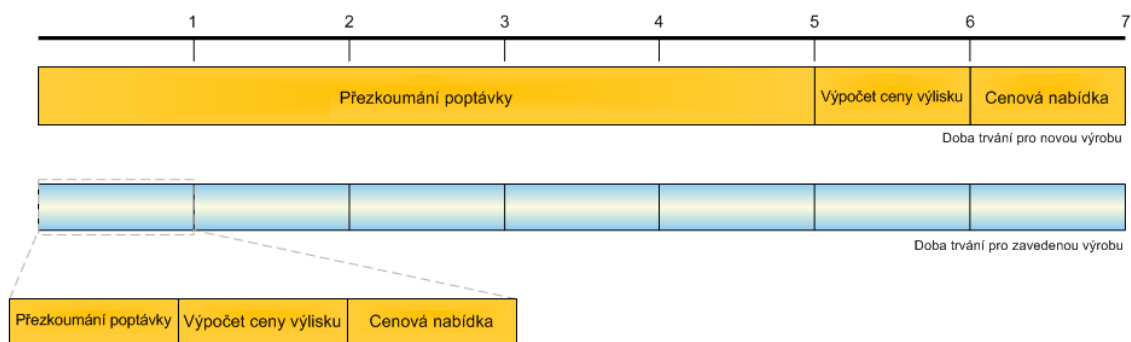 1 2 3 4 5 6 7
Přezkoumání poptávky Výpočet ceny výlisku Cenová nabídka
Doba trvání pro novou výrobu
Doba trvání pro zavedenou výrobu
Přezkoumání poptávky Výpočet ceny výlisku Cenová nabídka